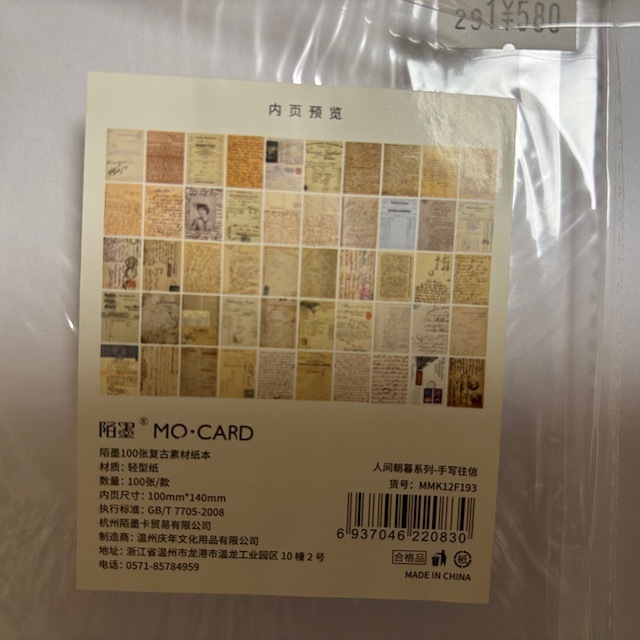 291¥580
内页预览
陌墨® MO·CARD
陌墨100张复古素材纸本
材质：轻型纸
数量：100张/款
内页尺寸：100mm*140mm
执行标准：GB/T 7705-2008
杭州陌墨卡贸易有限公司
制造商：温州庆年文化用品有限公司
地址：浙江省温州市龙港市温龙工业园区10幢2号
电话：0571-85784959
人间朝暮系列-手写往信
货号：MMK12F193
6 937046 220830
合格品
紙
MADE IN CHINA